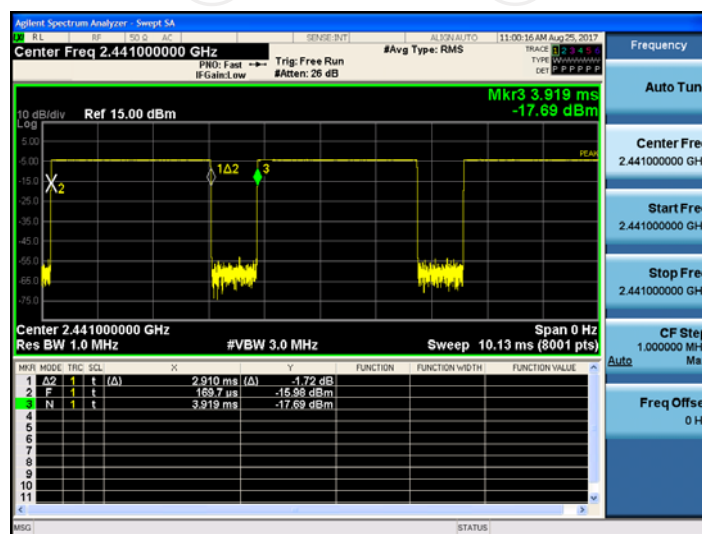 Agilent Spectrum Analyzer - Swept SA
RL RF 50 Ω AC SENSE:INT ALIGNAUTO 11:00:16 AM Aug 25, 2017
Center Freq 2.441000000 GHz
PNO: Fast
IFGain:Low
Trig: Free Run
#Atten: 26 dB
#Avg Type: RMS
TRACE 1 2 3 4 5 6
TYPE
DET P P P P P P
Mkr3 3.919 ms
-17.69 dBm
10 dB/div Ref 15.00 dBm
Log
5.00
-5.00
-15.0
-25.0
-35.0
-45.0
-55.0
-65.0
-75.0
PEAK
2
1Δ2
3
Center 2.441000000 GHz Span 0 Hz
Res BW 1.0 MHz #VBW 3.0 MHz Sweep 10.13 ms (8001 pts)
MKR MODE TRC SCL X Y FUNCTION FUNCTION WIDTH FUNCTION VALUE
1 Δ2 1 t (Δ) 2.910 ms (Δ) -1.72 dB
2 F 1 t 169.7 µs -15.98 dBm
3 N 1 t 3.919 ms -17.69 dBm
4
5
6
7
8
9
10
11
MSG STATUS
Frequency
Auto Tun
Center Fre
2.441000000 GH
Start Fre
2.441000000 GH
Stop Fre
2.441000000 GH
CF Step
1.000000 MH
Auto Ma
Freq Offse
0 H